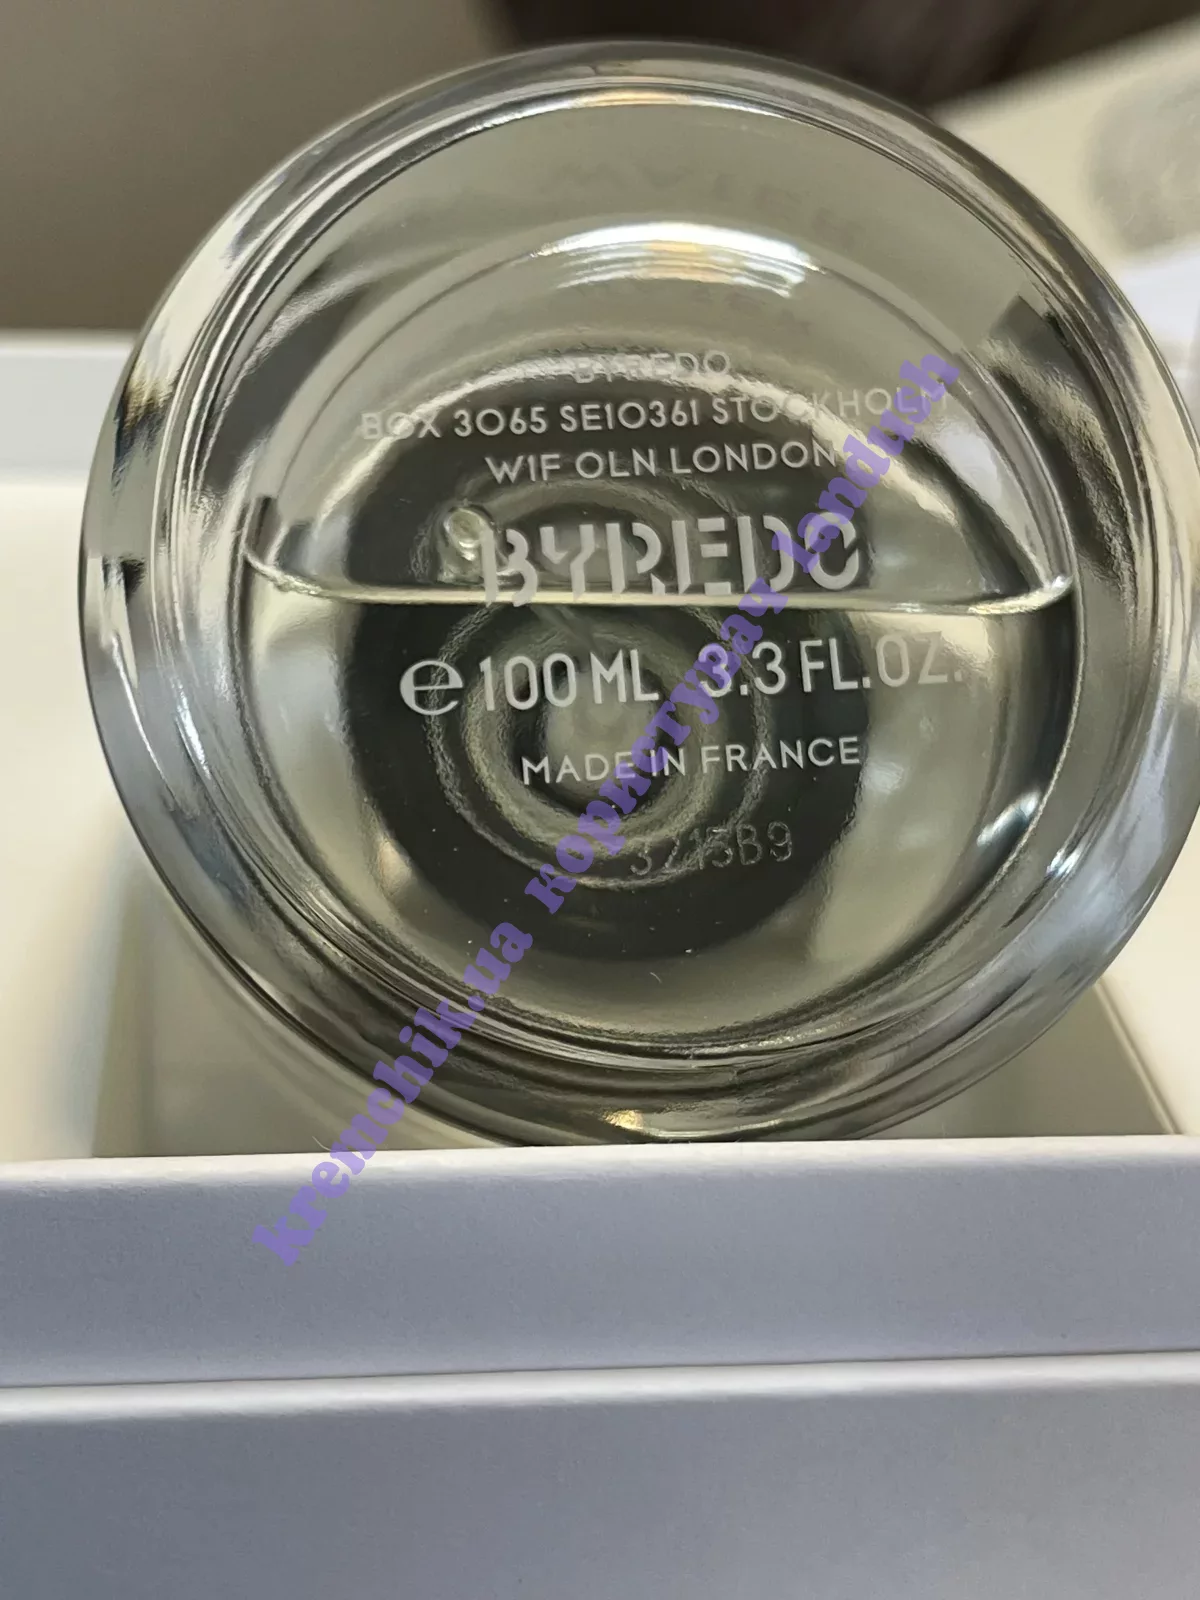 BYREDO
BOX 3065 SE10361 STOCKHOLM
W1F OLN LONDON
BYREDO
e 100 ML 3.3 FL.OZ.
MADE IN FRANCE
kremchik.ua користувач landush